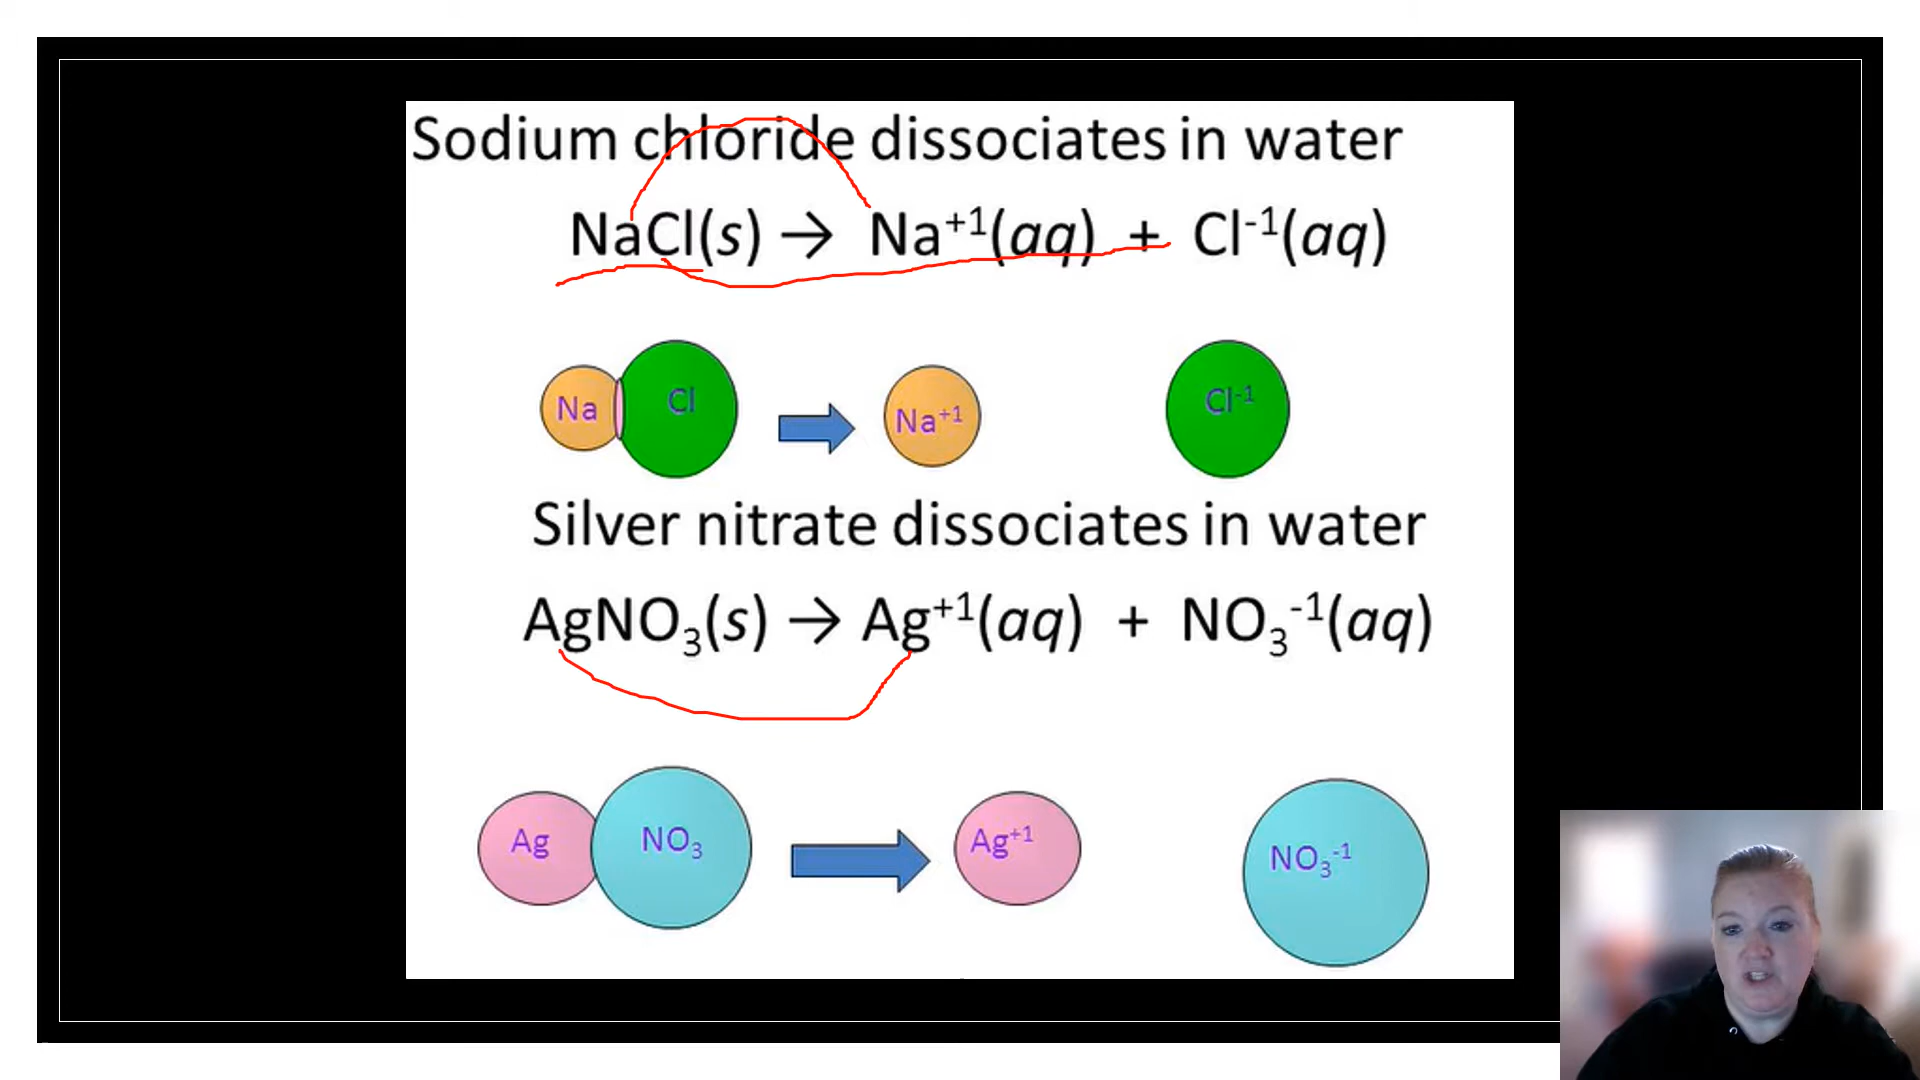 Sodium chloride dissociates in water
NaCl(s) → Na⁺¹(aq) + Cl⁻¹(aq)
Na Cl Na⁺¹ Cl⁻¹
Silver nitrate dissociates in water
AgNO₃(s) → Ag⁺¹(aq) + NO₃⁻¹(aq)
Ag NO₃ Ag⁺¹ NO₃⁻¹